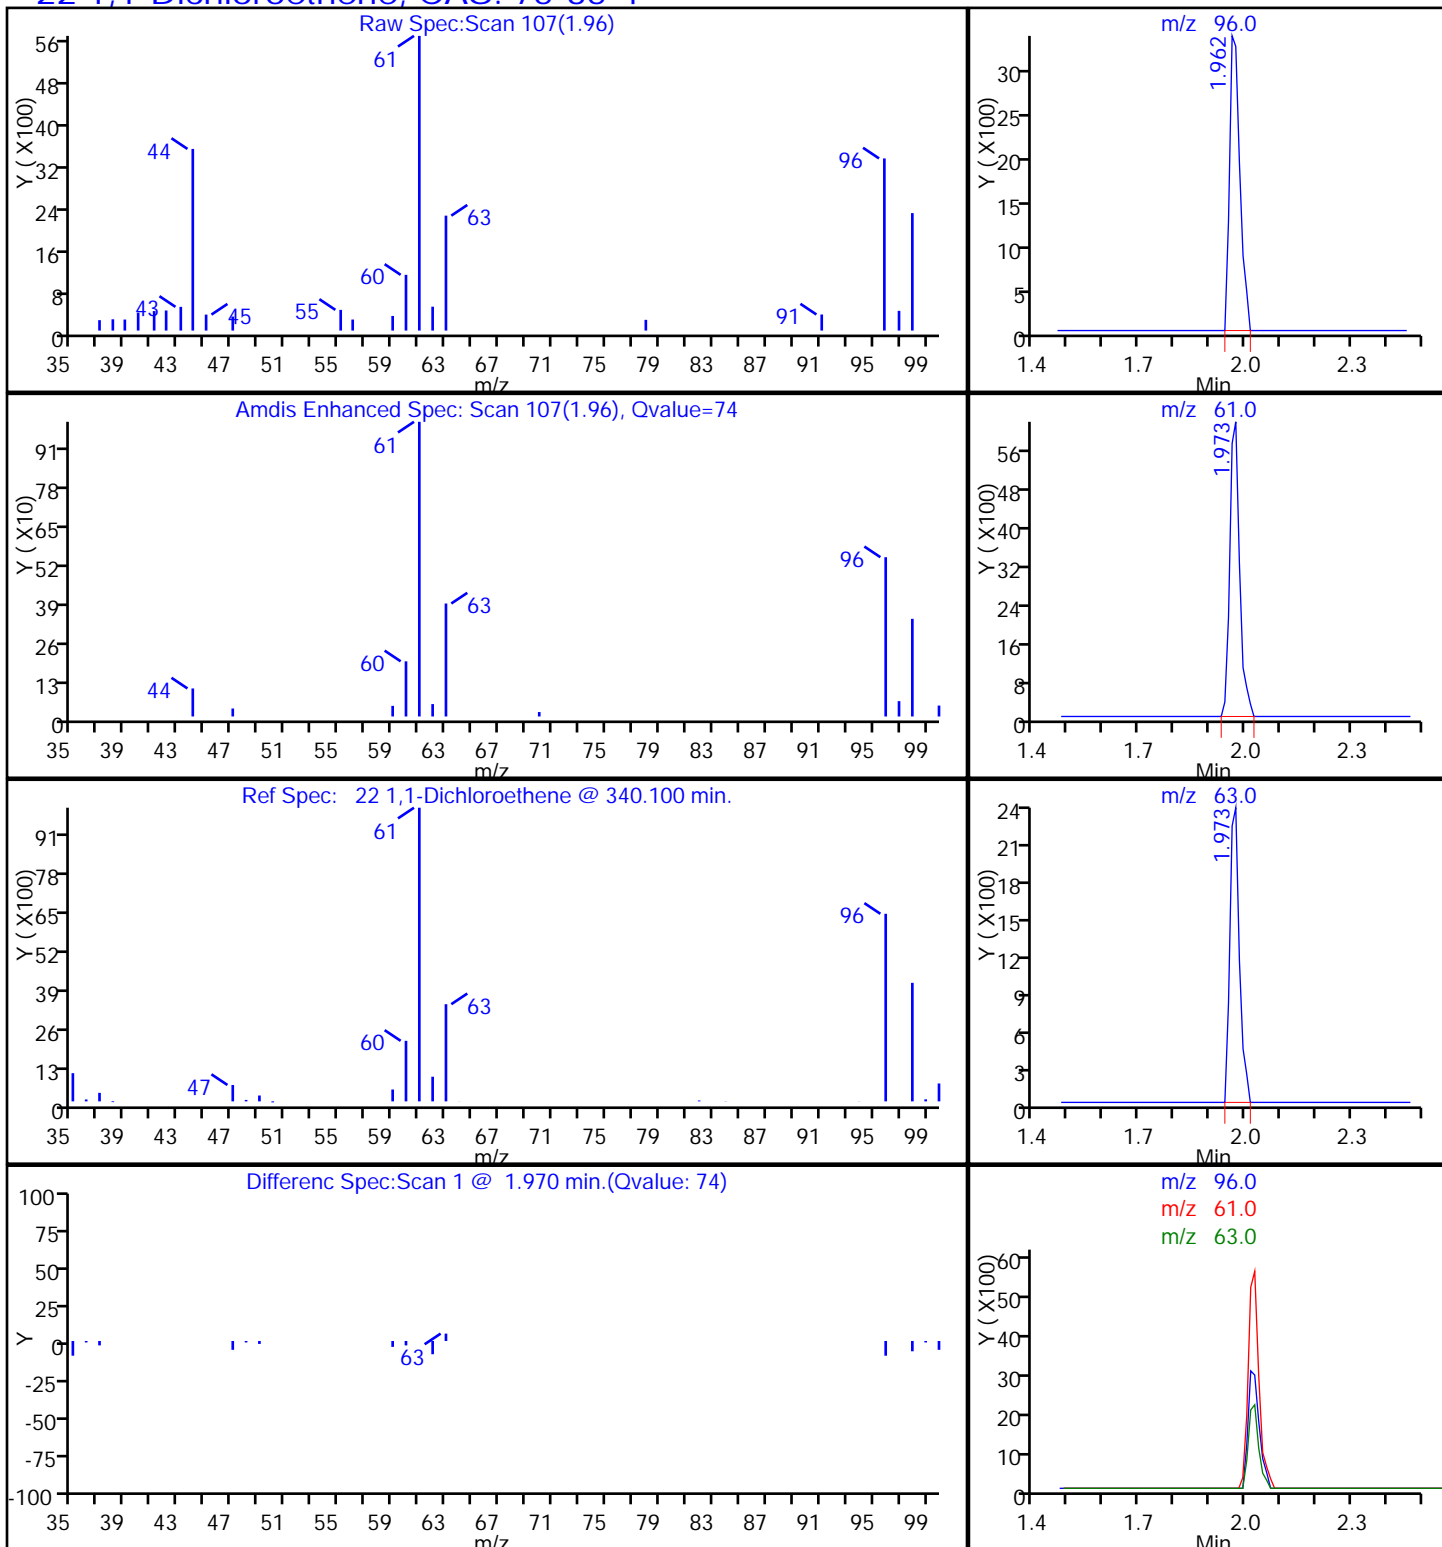 22 1,1-Dichloroethene, CAS: 75-35-4
Raw Spec:Scan 107(1.96)
Y ( X100)
56
48
40
32
24
16
8
0
61
44
96
63
60
43
45
55
91
35 39 43 47 51 55 59 63 67 71 75 79 83 87 91 95 99
m/z
m/z 96.0
Y ( X100)
30
25
20
15
10
5
0
1.962
1.4 1.7 2.0 2.3
Min
Amdis Enhanced Spec: Scan 107(1.96), Qvalue=74
Y ( X10)
91
78
65
52
39
26
13
0
61
96
63
60
44
35 39 43 47 51 55 59 63 67 71 75 79 83 87 91 95 99
m/z
m/z 61.0
Y ( X100)
56
48
40
32
24
16
8
0
1.973
1.4 1.7 2.0 2.3
Min
Ref Spec: 22 1,1-Dichloroethene @ 340.100 min.
Y ( X100)
91
78
65
52
39
26
13
0
61
96
63
60
47
35 39 43 47 51 55 59 63 67 71 75 79 83 87 91 95 99
m/z
m/z 63.0
Y ( X100)
24
21
18
15
12
9
6
3
0
1.973
1.4 1.7 2.0 2.3
Min
Differenc Spec:Scan 1 @ 1.970 min.(Qvalue: 74)
Y
100
75
50
25
0
-25
-50
-75
-100
63
35 39 43 47 51 55 59 63 67 71 75 79 83 87 91 95 99
m/z
m/z 96.0
m/z 61.0
m/z 63.0
Y ( X100)
60
50
40
30
20
10
0
1.4 1.7 2.0 2.3
Min